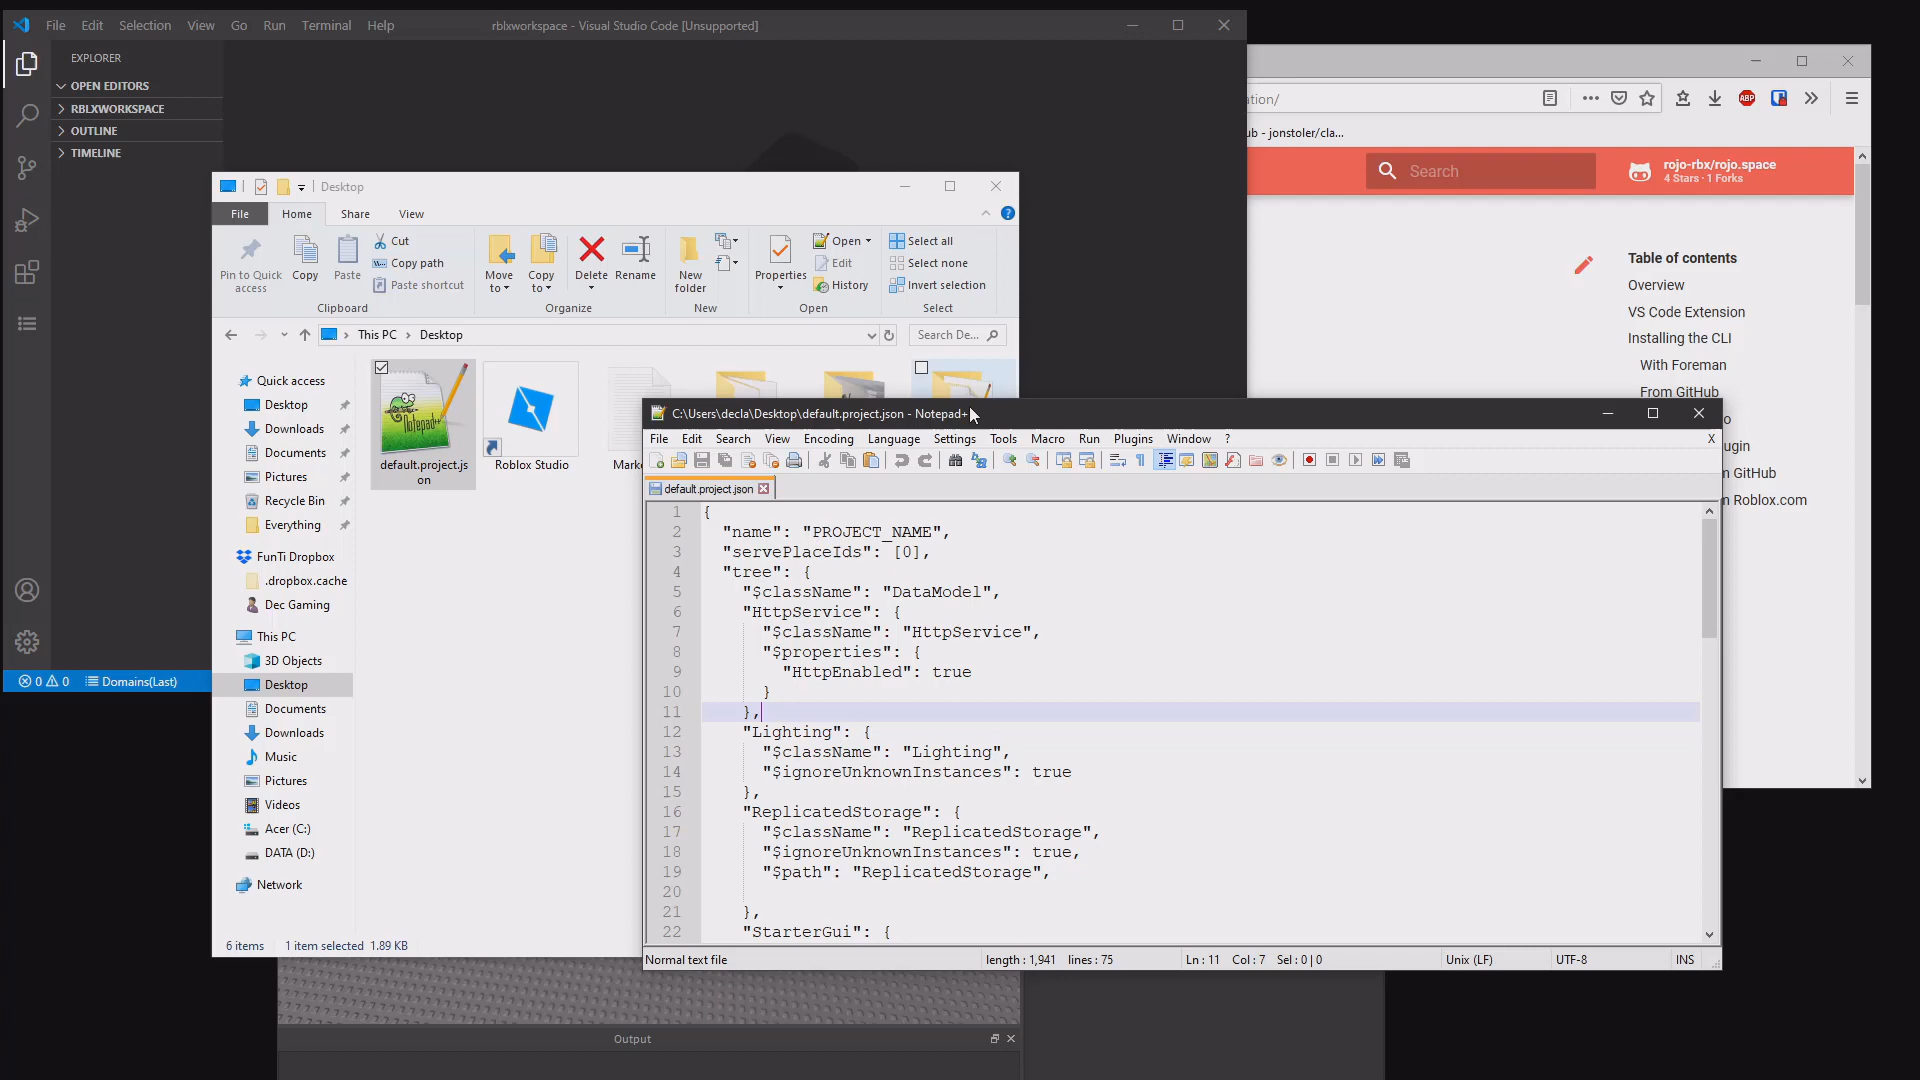 File Edit Selection View Go Run Terminal Help
rblxworkspace - Visual Studio Code [Unsupported]
EXPLORER
OPEN EDITORS
RBLXWORKSPACE
OUTLINE
TIMELINE
0 0 Domains(Last)
ation/
ABP
ub - jonstoler/cla...
Search
rojo-rbx/rojo.space
4 Stars · 1 Forks
Table of contents
Overview
VS Code Extension
Installing the CLI
With Foreman
From GitHub
GitHub
Roblox.com
Desktop
File Home Share View
Pin to Quick access
Copy
Paste
Cut
Copy path
Paste shortcut
Clipboard
Move to
Copy to
Delete
Rename
Organize
New folder
New
Properties
Open
Edit
History
Open
Select all
Select none
Invert selection
Select
This PC > Desktop
Search De...
Quick access
Desktop
Downloads
Documents
Pictures
Recycle Bin
Everything
FunTi Dropbox
.dropbox.cache
Dec Gaming
This PC
3D Objects
Desktop
Documents
Downloads
Music
Pictures
Videos
Acer (C:)
DATA (D:)
Network
Notepad++
default.project.js
on
Roblox Studio
Mark
6 items 1 item selected 1.89 KB
C:\Users\decla\Desktop\default.project.json - Notepad+
File Edit Search View Encoding Language Settings Tools Macro Run Plugins Window ? X
default.project.json
1 {
2 "name": "PROJECT_NAME",
3 "servePlaceIds": [0],
4 "tree": {
5 "$className": "DataModel",
6 "HttpService": {
7 "$className": "HttpService",
8 "$properties": {
9 "HttpEnabled": true
10 }
11 },
12 "Lighting": {
13 "$className": "Lighting",
14 "$ignoreUnknownInstances": true
15 },
16 "ReplicatedStorage": {
17 "$className": "ReplicatedStorage",
18 "$ignoreUnknownInstances": true,
19 "$path": "ReplicatedStorage",
20
21 },
22 "StarterGui": {
Normal text file length : 1,941 lines : 75 Ln : 11 Col : 7 Sel : 0 | 0 Unix (LF) UTF-8 INS
Output